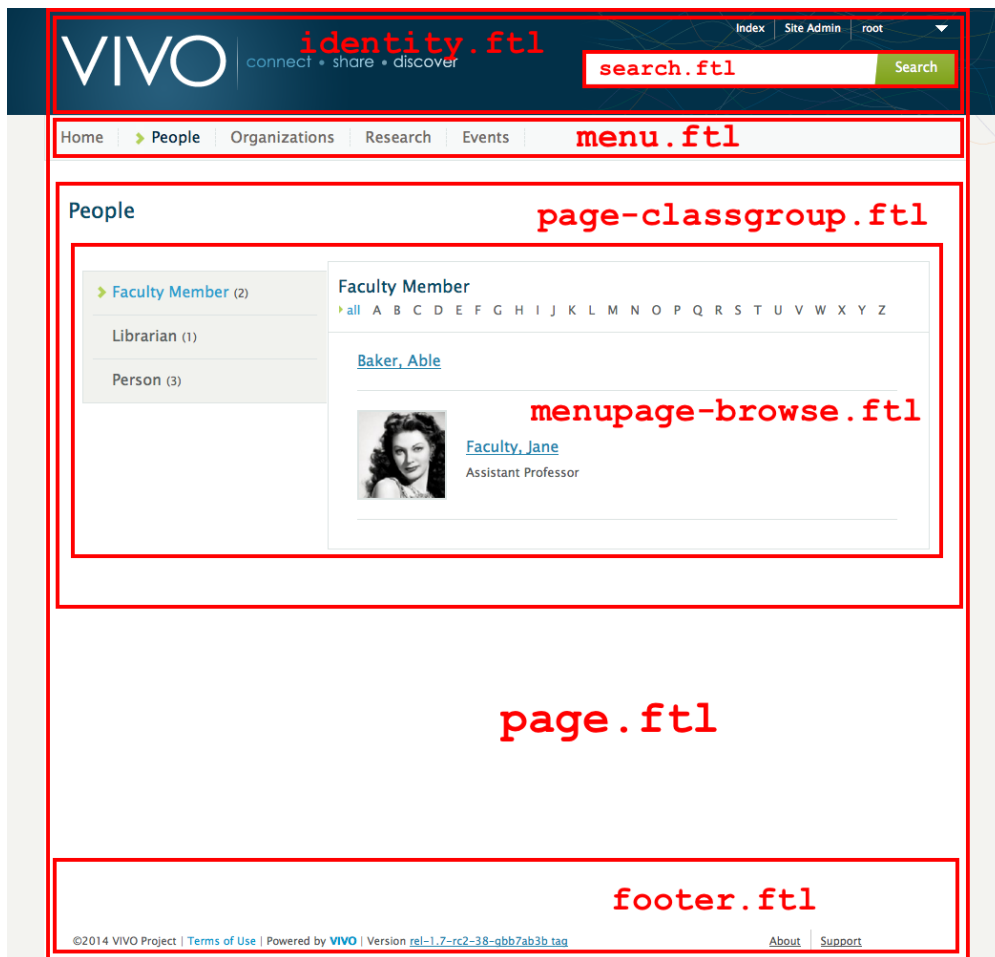 Index Site Admin root
VIVO connect • share • discover
identity.ftl
search.ftl Search
Home People Organizations Research Events
menu.ftl
People
page-classgroup.ftl
Faculty Member (2)
Librarian (1)
Person (3)
Faculty Member
all A B C D E F G H I J K L M N O P Q R S T U V W X Y Z
Baker, Able
menupage-browse.ftl
Faculty, Jane
Assistant Professor
page.ftl
footer.ftl
©2014 VIVO Project | Terms of Use | Powered by VIVO | Version rel-1.7-rc2-38-gbb7ab3b tag
About Support